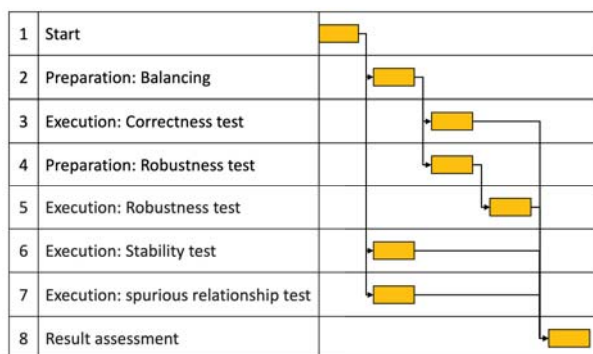 1 Start
2 Preparation: Balancing
3 Execution: Correctness test
4 Preparation: Robustness test
5 Execution: Robustness test
6 Execution: Stability test
7 Execution: spurious relationship test
8 Result assessment